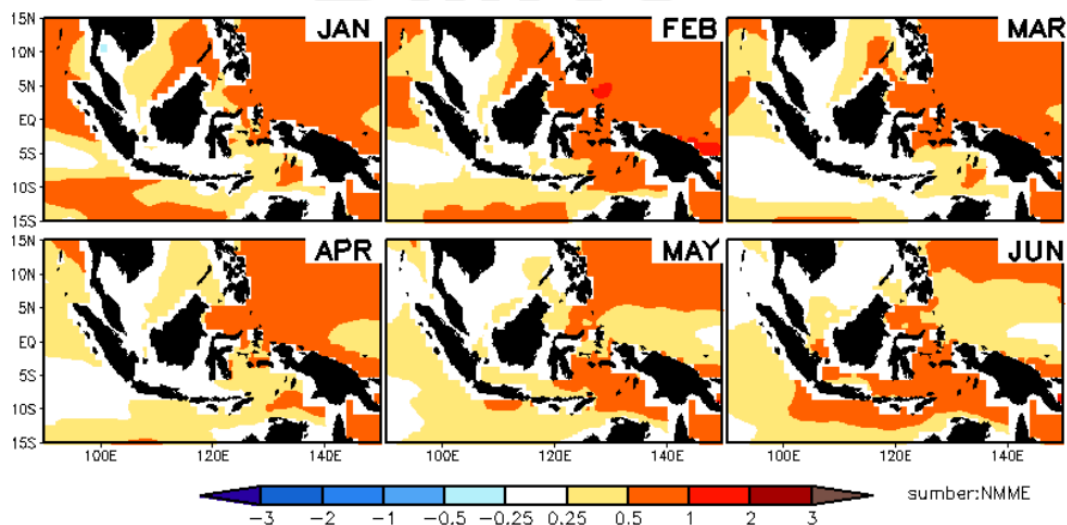 15N JAN FEB MAR
10N
5N
EQ
5S
10S
15S
15N APR MAY JUN
10N
5N
EQ
5S
10S
15S
100E 120E 140E 100E 120E 140E 100E 120E 140E
-3 -2 -1 -0.5 -0.25 0.25 0.5 1 2 3
sumber:NMME